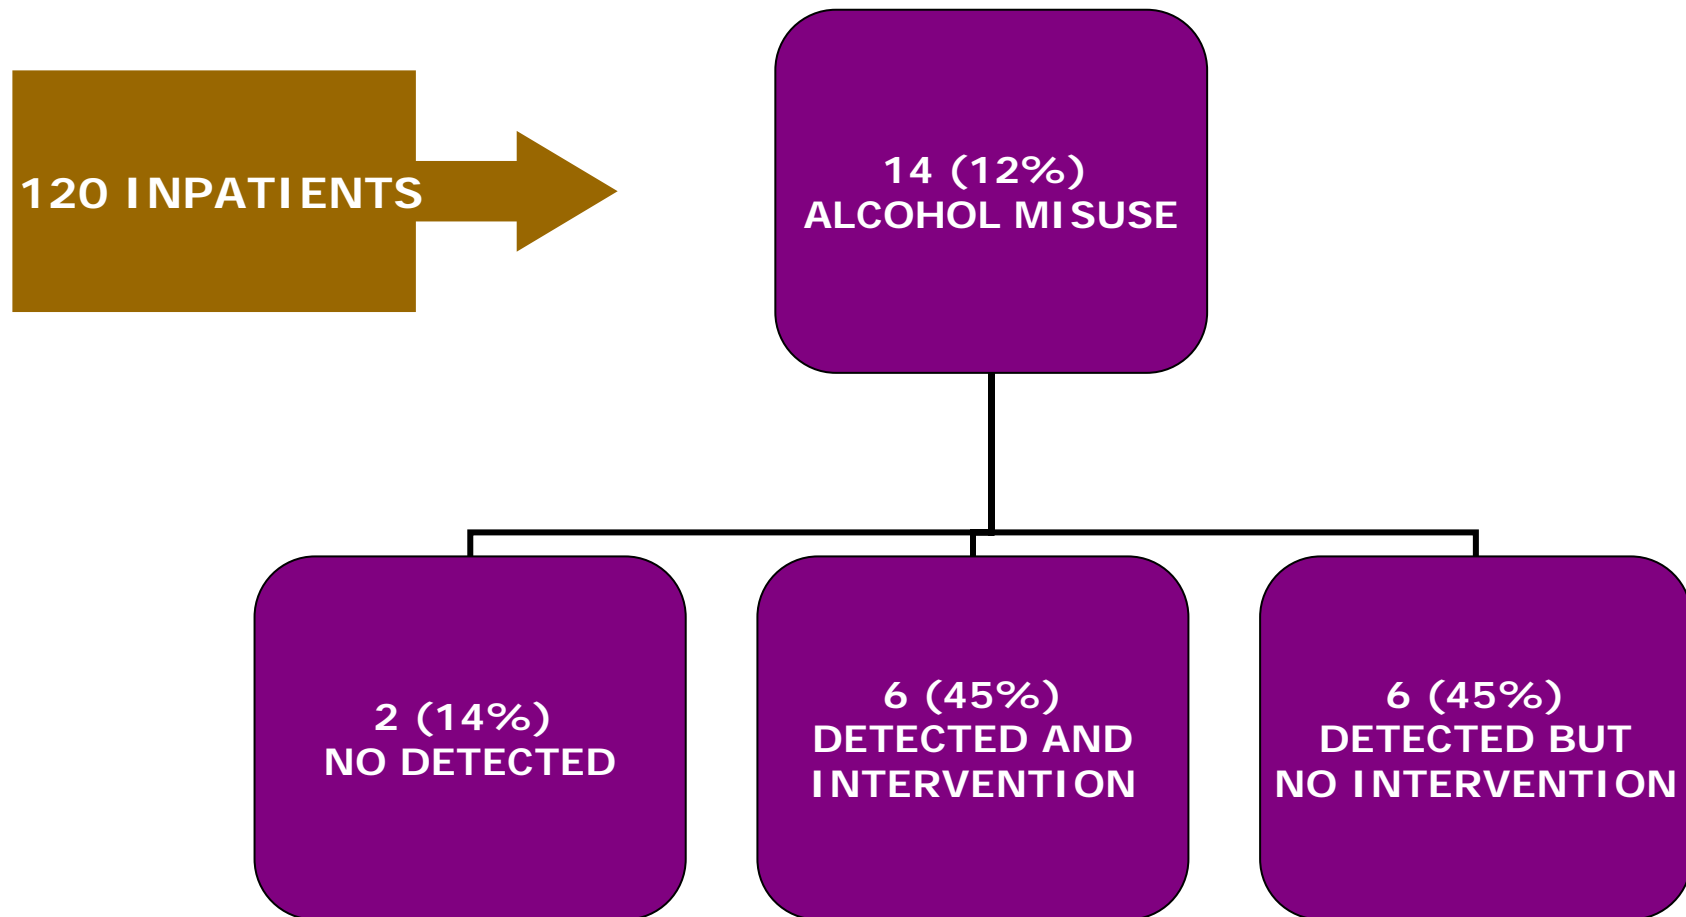 120 INPATIENTS
14 (12%)
ALCOHOL MISUSE
2 (14%)
NO DETECTED
6 (45%)
DETECTED AND
INTERVENTION
6 (45%)
DETECTED BUT
NO INTERVENTION